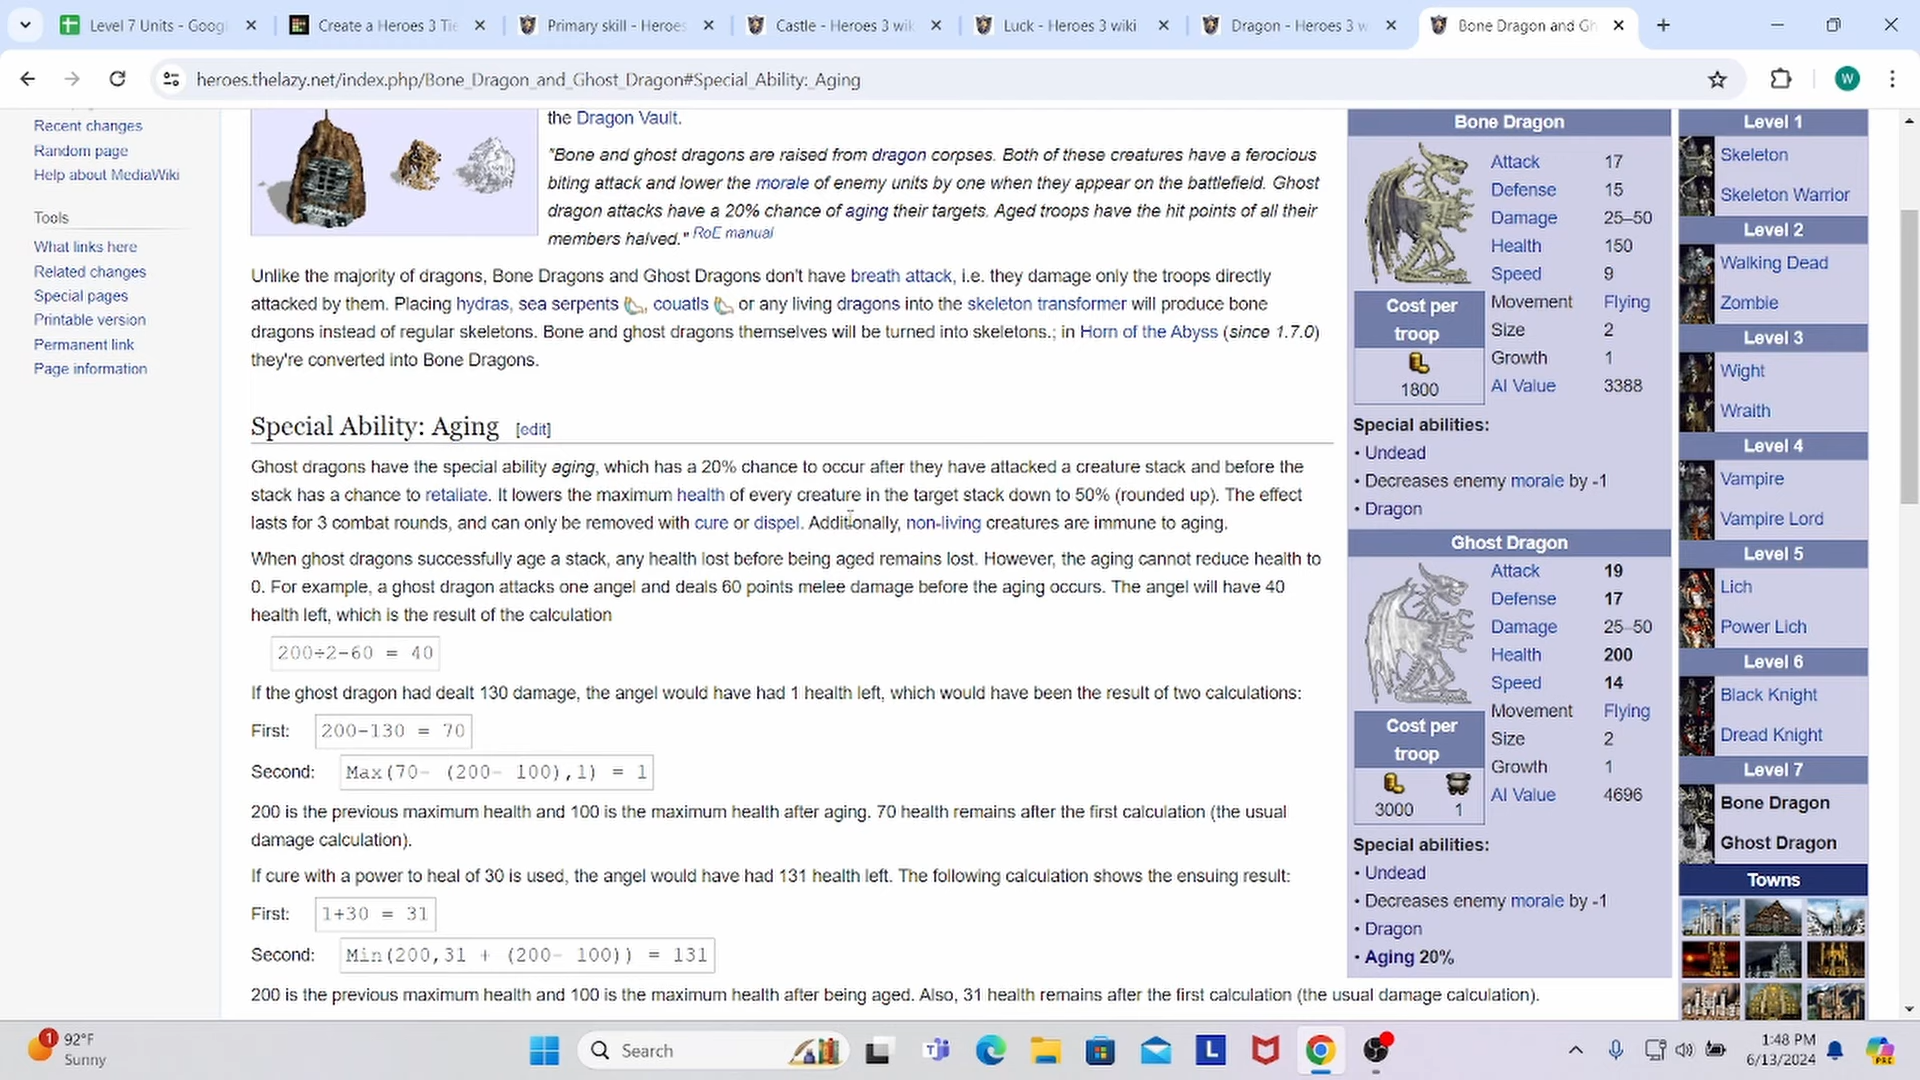 Level 7 Units - Goog
Create a Heroes 3 Tie
Primary skill - Heroes
Castle - Heroes 3 wik
Luck - Heroes 3 wiki
Dragon - Heroes 3 w
Bone Dragon and Gh
heroes.thelazy.net/index.php/Bone_Dragon_and_Ghost_Dragon#Special_Ability:_Aging
W
Recent changes
Random page
Help about MediaWiki
Tools
What links here
Related changes
Special pages
Printable version
Permanent link
Page information
the Dragon Vault.
"Bone and ghost dragons are raised from dragon corpses. Both of these creatures have a ferocious
biting attack and lower the morale of enemy units by one when they appear on the battlefield. Ghost
dragon attacks have a 20% chance of aging their targets. Aged troops have the hit points of all their
members halved." RoE manual
Unlike the majority of dragons, Bone Dragons and Ghost Dragons don't have breath attack, i.e. they damage only the troops directly
attacked by them. Placing hydras, sea serpents, couatls or any living dragons into the skeleton transformer will produce bone
dragons instead of regular skeletons. Bone and ghost dragons themselves will be turned into skeletons.; in Horn of the Abyss (since 1.7.0)
they're converted into Bone Dragons.
Special Ability: Aging [edit]
Ghost dragons have the special ability aging, which has a 20% chance to occur after they have attacked a creature stack and before the
stack has a chance to retaliate. It lowers the maximum health of every creature in the target stack down to 50% (rounded up). The effect
lasts for 3 combat rounds, and can only be removed with cure or dispel. Additionally, non-living creatures are immune to aging.
When ghost dragons successfully age a stack, any health lost before being aged remains lost. However, the aging cannot reduce health to
0. For example, a ghost dragon attacks one angel and deals 60 points melee damage before the aging occurs. The angel will have 40
health left, which is the result of the calculation
200÷2-60 = 40
If the ghost dragon had dealt 130 damage, the angel would have had 1 health left, which would have been the result of two calculations:
First: 200-130 = 70
Second: Max(70- (200- 100),1) = 1
200 is the previous maximum health and 100 is the maximum health after aging. 70 health remains after the first calculation (the usual
damage calculation).
If cure with a power to heal of 30 is used, the angel would have had 131 health left. The following calculation shows the ensuing result:
First: 1+30 = 31
Second: Min(200,31 + (200- 100)) = 131
200 is the previous maximum health and 100 is the maximum health after being aged. Also, 31 health remains after the first calculation (the usual damage calculation).
Bone Dragon
Attack 17
Defense 15
Damage 25–50
Health 150
Speed 9
Movement Flying
Size 2
Growth 1
AI Value 3388
Cost per
troop
1800
Special abilities:
• Undead
• Decreases enemy morale by -1
• Dragon
Ghost Dragon
Attack 19
Defense 17
Damage 25–50
Health 200
Speed 14
Movement Flying
Size 2
Growth 1
AI Value 4696
Cost per
troop
3000 1
Special abilities:
• Undead
• Decreases enemy morale by -1
• Dragon
• Aging 20%
Level 1
Skeleton
Skeleton Warrior
Level 2
Walking Dead
Zombie
Level 3
Wight
Wraith
Level 4
Vampire
Vampire Lord
Level 5
Lich
Power Lich
Level 6
Black Knight
Dread Knight
Level 7
Bone Dragon
Ghost Dragon
Towns
1
92°F
Sunny
Search
L
PRE
1:48 PM
6/13/2024